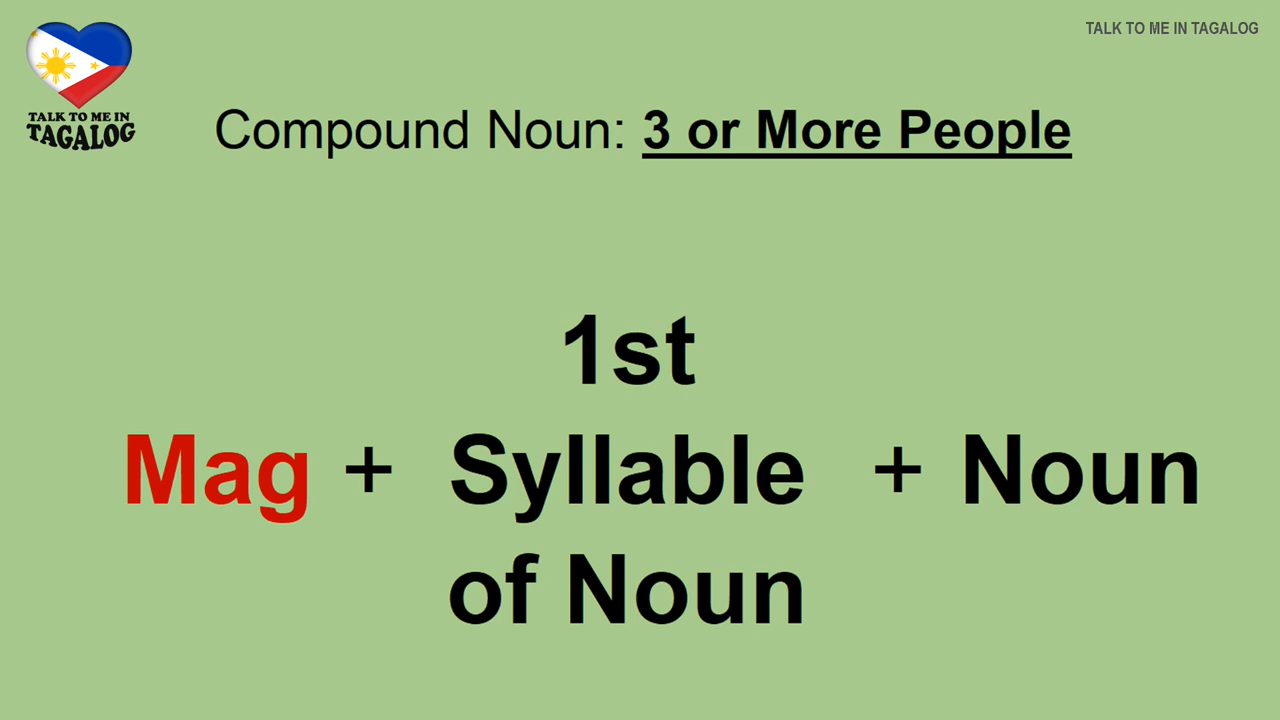 TALK TO ME IN TAGALOG
TALK TO ME IN
TAGALOG
Compound Noun: 3 or More People
1st
Mag + Syllable + Noun
of Noun